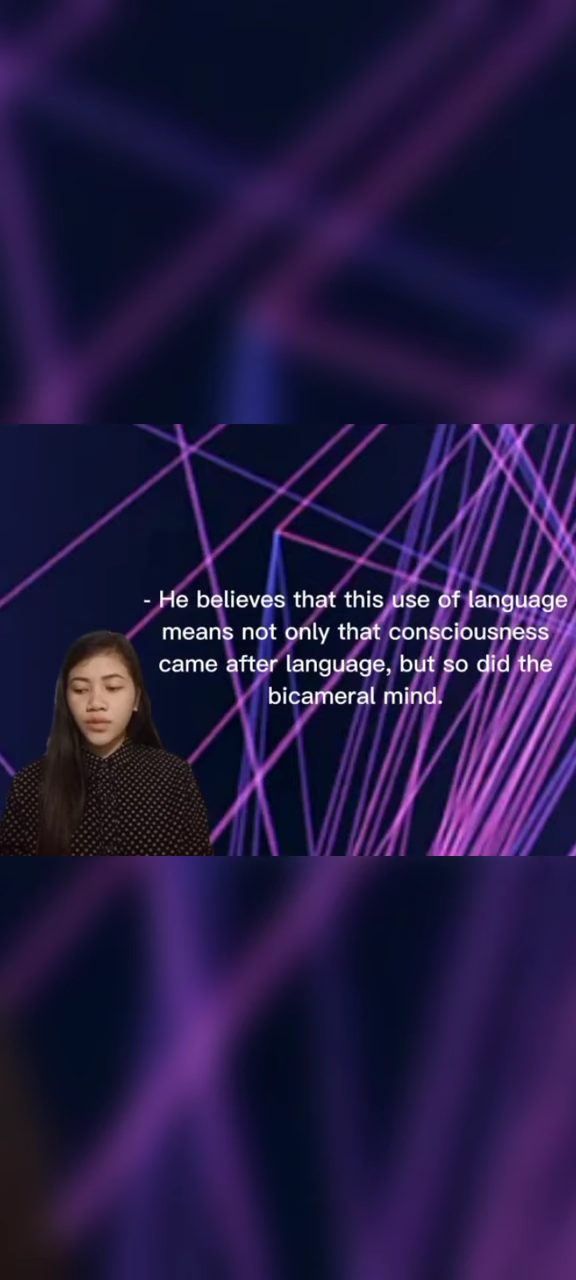 - He believes that this use of language
means not only that consciousness
came after language, but so did the
bicameral mind.